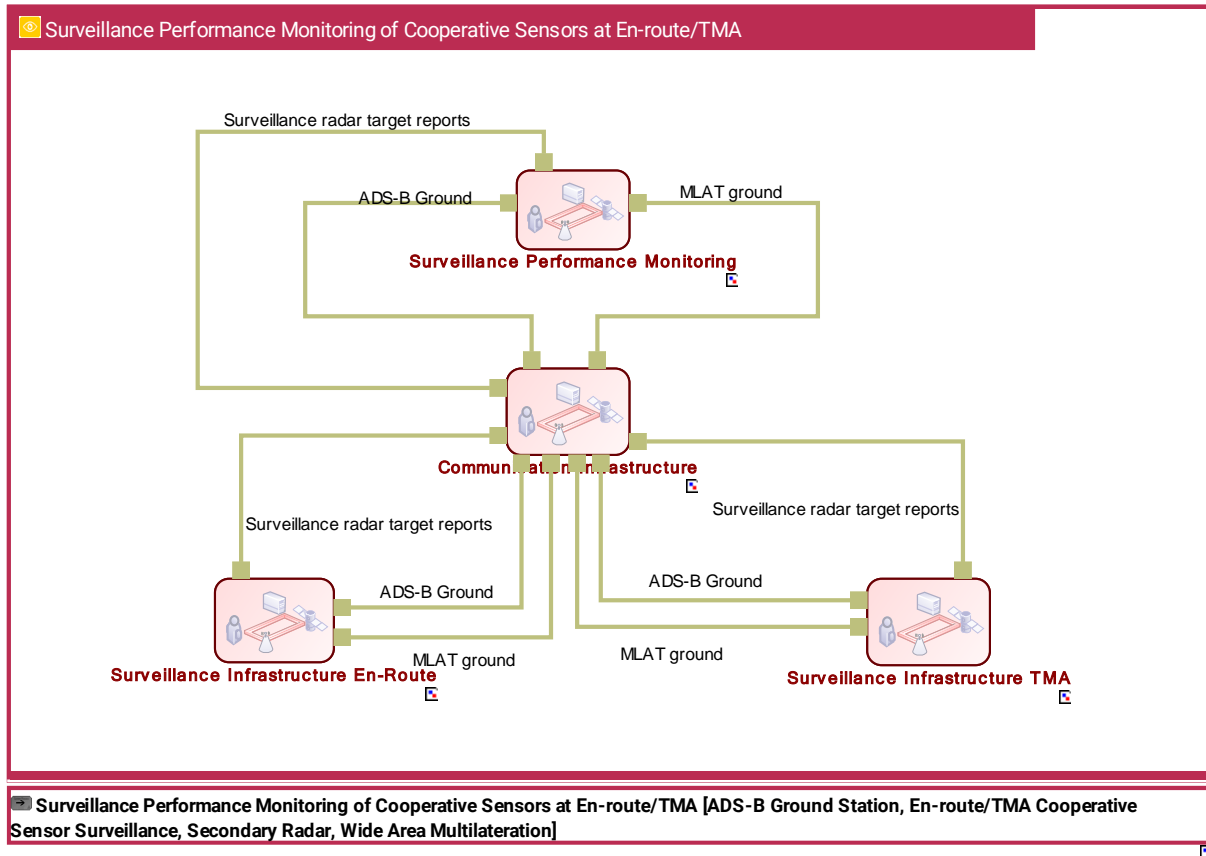 Surveillance Performance Monitoring of Cooperative Sensors at En-route/TMA
Surveillance radar target reports
ADS-B Ground
MLAT ground
Surveillance Performance Monitoring
Communication Infrastructure
Surveillance radar target reports
Surveillance radar target reports
ADS-B Ground
ADS-B Ground
MLAT ground
MLAT ground
Surveillance Infrastructure En-Route
Surveillance Infrastructure TMA
Surveillance Performance Monitoring of Cooperative Sensors at En-route/TMA [ADS-B Ground Station, En-route/TMA Cooperative
Sensor Surveillance, Secondary Radar, Wide Area Multilateration]